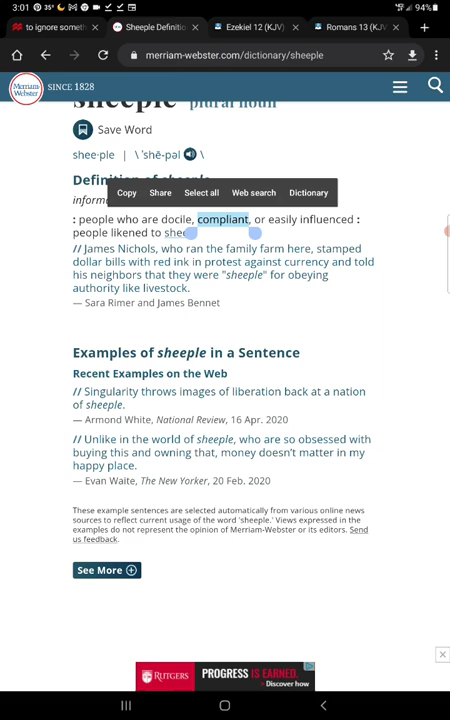 3:01 35° 94%
to ignore someth
Sheeple Definitio
Ezekiel 12 (KJV)
Romans 13 (KJV
merriam-webster.com/dictionary/sheeple
Merriam-Webster SINCE 1828
sheeple plural noun
Save Word
shee·​ple | \ ˈshē-pəl \
Definition of sheeple
Copy Share Select all Web search Dictionary
inform
: people who are docile, compliant, or easily influenced :
people likened to shee
// James Nichols, who ran the family farm here, stamped
dollar bills with red ink in protest against currency and told
his neighbors that they were "sheeple" for obeying
authority like livestock.
— Sara Rimer and James Bennet
Examples of sheeple in a Sentence
Recent Examples on the Web
// Singularity throws images of liberation back at a nation
of sheeple.
— Armond White, National Review, 16 Apr. 2020
// Unlike in the world of sheeple, who are so obsessed with
buying this and owning that, money doesn't matter in my
happy place.
— Evan Waite, The New Yorker, 20 Feb. 2020
These example sentences are selected automatically from various online news
sources to reflect current usage of the word 'sheeple.' Views expressed in the
examples do not represent the opinion of Merriam-Webster or its editors. Send
us feedback.
See More
RUTGERS PROGRESS IS EARNED.
Discover how